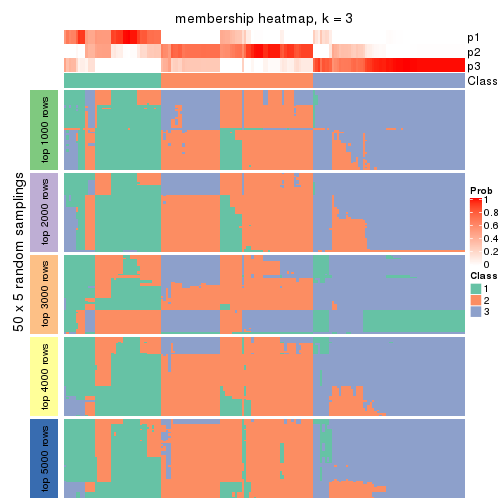 membership heatmap, k = 3
p1
p2
p3
Class
50 x 5 random samplings
top 1000 rows
top 2000 rows
top 3000 rows
top 4000 rows
top 5000 rows
Prob
1
0.8
0.6
0.4
0.2
0
Class
1
2
3